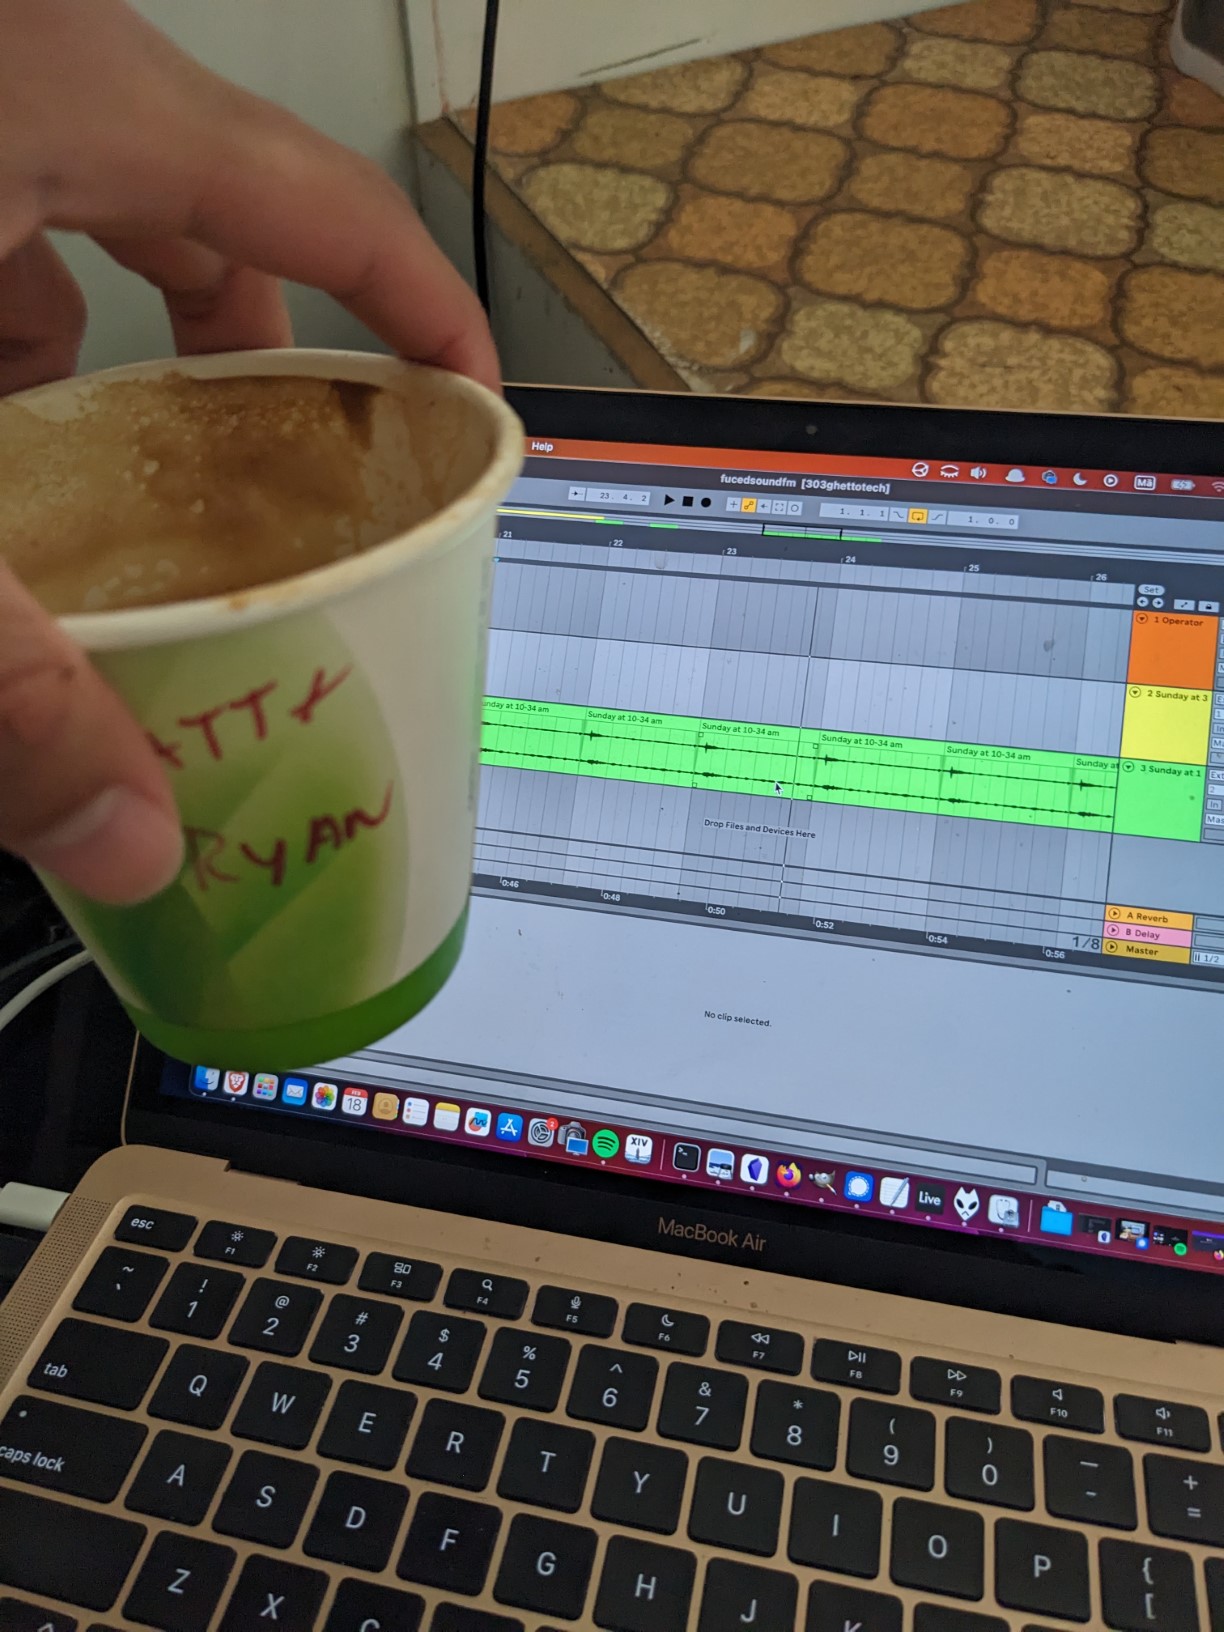 Help
fucedsoundfm [303ghettotech]
23. 4. 2
1. 1. 1
1. 0. 0
21
22
23
24
25
26
Set
1 Operator
2 Sunday at 3
unday at 10-34 am
Sunday at 10-34 am
Sunday at 10-34 am
Sunday at 10-34 am
Sunday at 10-34 am
Sunday at
3 Sunday at 1
Drop Files and Devices Here
0:46
0:48
0:50
0:52
0:54
0:56
1/8
A Reverb
B Delay
Master
1/2
No clip selected.
ATTY
RYAN
18
2
XIV
Live
MacBook Air
esc
F1
F2
F3
F4
F5
F6
F7
F8
F9
F10
F11
~ `
! 1
@ 2
# 3
$ 4
% 5
^ 6
& 7
* 8
( 9
) 0
— -
+ =
tab
Q W E R T Y U I O P { [
caps lock
A S D F G H J K
Z X C